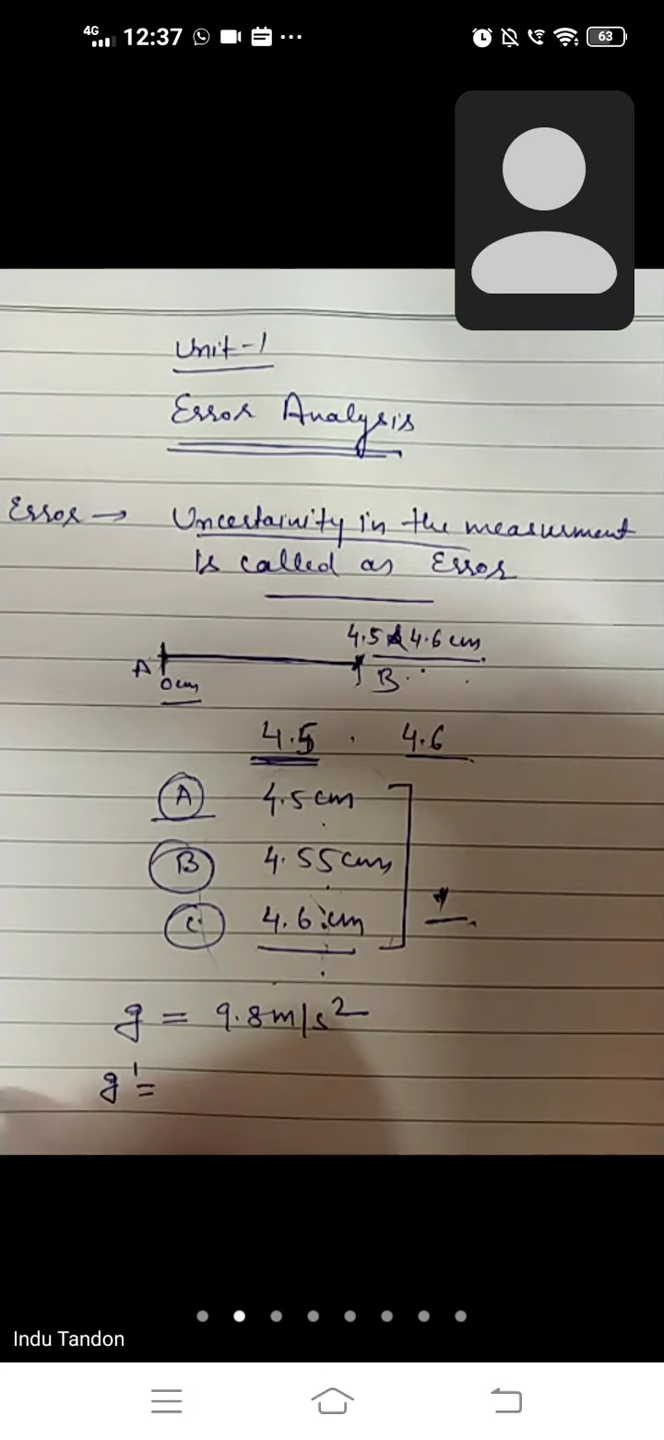 4G 12:37 63
Unit-1
Error Analysis
Error → Uncertainity in the measurment
is called as Error
4.5 & 4.6 cm
A B
0cm
4.5 . 4.6
A 4.5cm
B 4.55cm
C 4.6cm
g = 9.8m/s²
g' =
Indu Tandon